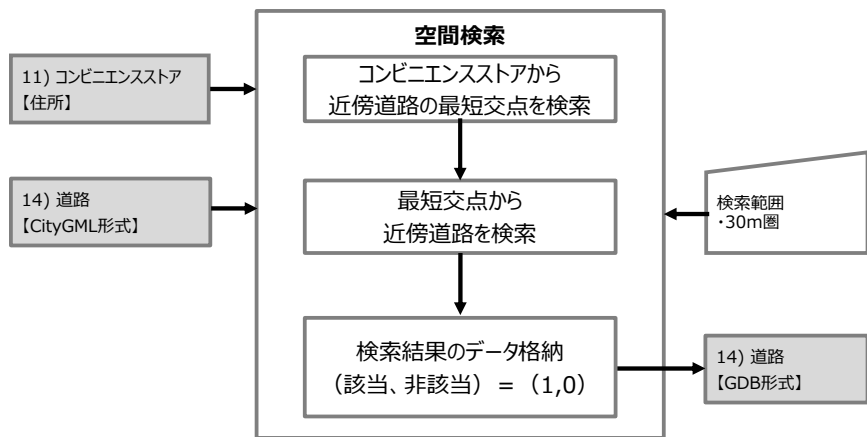 空間検索
11) コンビニエンスストア
【住所】
コンビニエンスストアから
近傍道路の最短交点を検索
14) 道路
【CityGML形式】
最短交点から
近傍道路を検索
検索範囲
・30m圏
検索結果のデータ格納
（該当、非該当）＝（1,0）
14) 道路
【GDB形式】